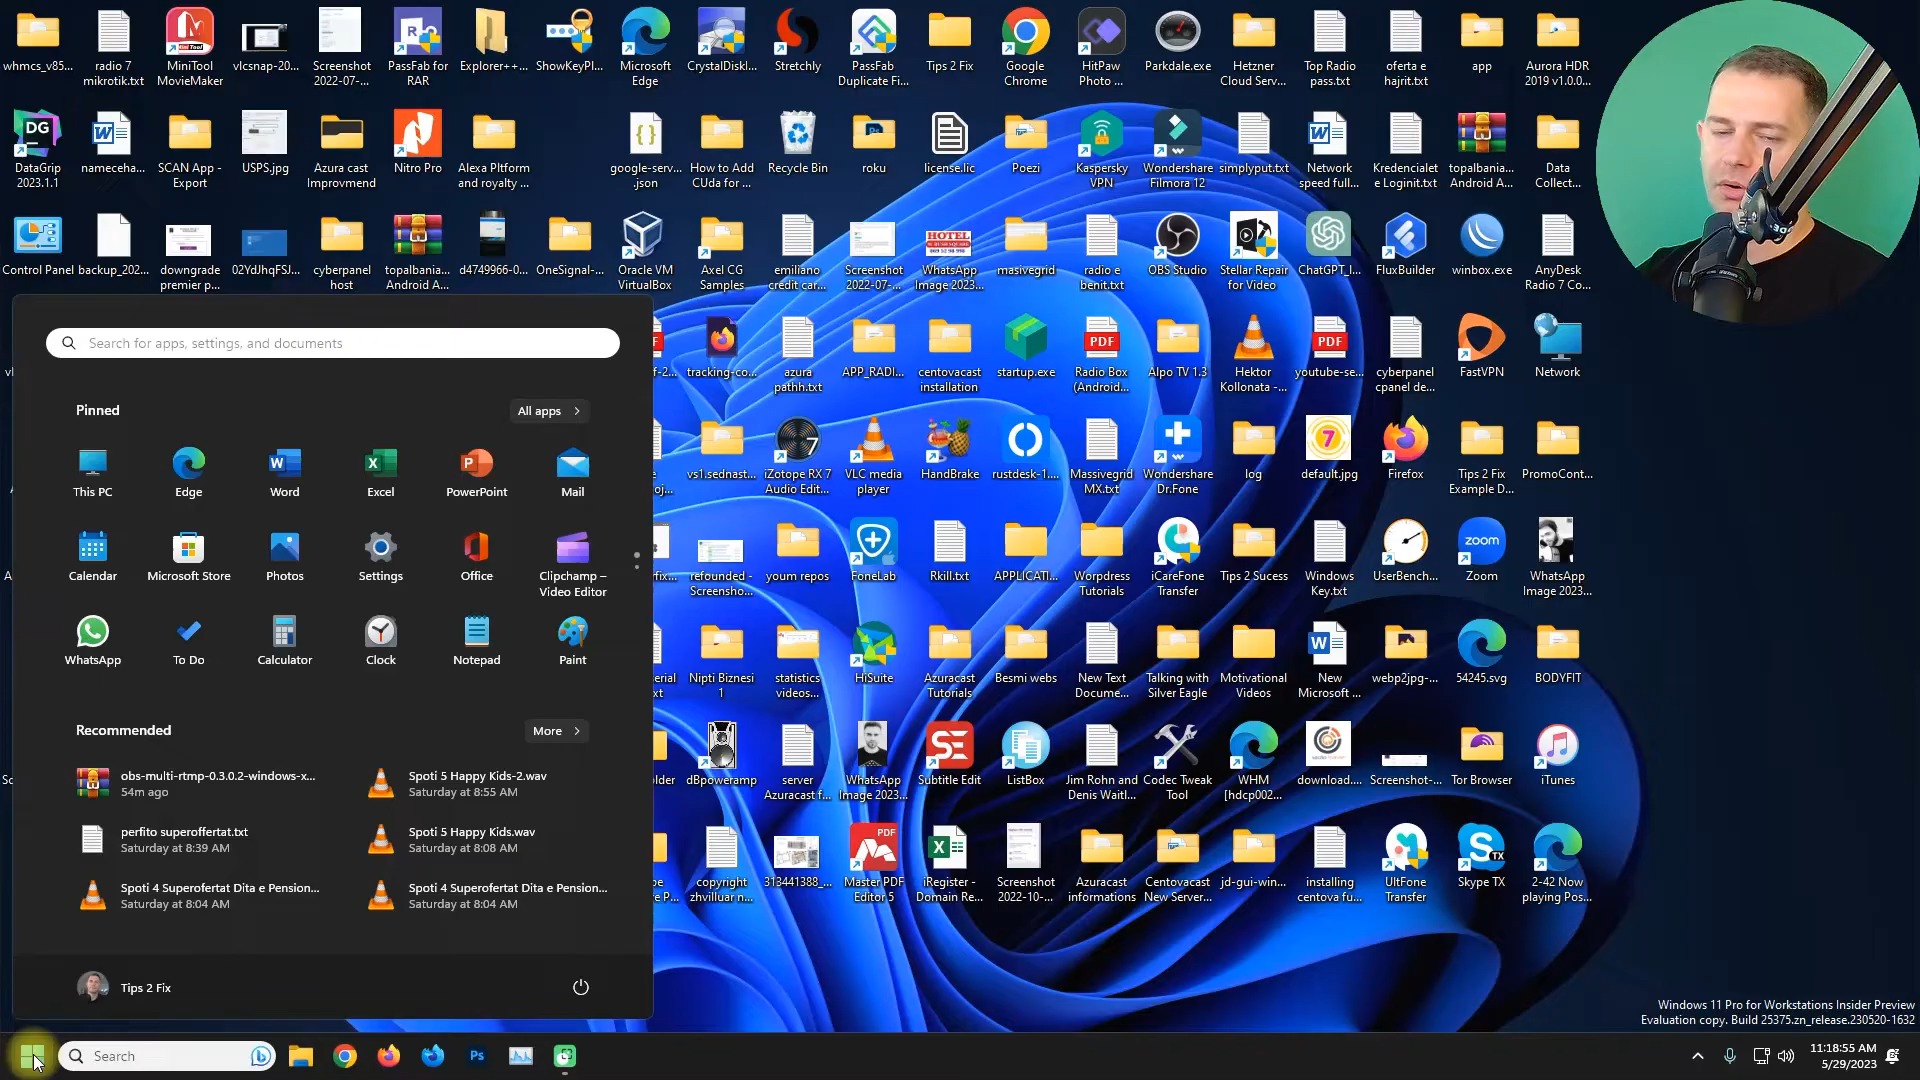 whmcs_v85...
radio 7
mikrotik.txt
MiniTool
MovieMaker
vlcsnap-20...
Screenshot
2022-07-...
PassFab for
RAR
Explorer++...
ShowKeyPl...
Microsoft
Edge
CrystalDiskI...
Stretchly
PassFab
Duplicate Fi...
Tips 2 Fix
Google
Chrome
HitPaw
Photo ...
Parkdale.exe
Hetzner
Cloud Serv...
Top Radio
pass.txt
oferta e
hajrit.txt
app
Aurora HDR
2019 v1.0.0...
DataGrip
2023.1.1
nameceha...
SCAN App -
Export
USPS.jpg
Azura cast
Improvmend
Nitro Pro
Alexa Pltform
and royalty ...
google-serv...
.json
How to Add
CUda for ...
Recycle Bin
roku
license.lic
Poezi
Kaspersky
VPN
Wondershare
Filmora 12
simplyput.txt
Network
speed full...
Kredencialet
e Loginit.txt
topalbania...
Android A...
Data
Collect...
Control Panel
backup_202...
downgrade
premier p...
02YdJhqFSJ...
cyberpanel
host
topalbania...
Android A...
d4749966-0...
OneSignal-...
Oracle VM
VirtualBox
Axel CG
Samples
emiliano
credit car...
Screenshot
2022-07-...
HOTEL
WhatsApp
Image 2023...
masivegrid
radio e
benit.txt
OBS Studio
Stellar Repair
for Video
ChatGPT_I...
FluxBuilder
winbox.exe
AnyDesk
Radio 7 Co...
Search for apps, settings, and documents
tracking-co...
azura
pathh.txt
APP_RADI...
centovacast
installation
startup.exe
PDF
Radio Box
(Android...
Alpo TV 1.3
Hektor
Kollonata -...
PDF
youtube-se...
cyberpanel
cpanel de...
FastVPN
Network
Pinned
All apps
vs1.sednast...
iZotope RX 7
Audio Edit...
VLC media
player
HandBrake
rustdesk-1....
Massivegrid
MX.txt
Wondershare
Dr.Fone
log
default.jpg
Firefox
Tips 2 Fix
Example D...
PromoCont...
This PC
Edge
Word
Excel
PowerPoint
Mail
Calendar
Microsoft Store
Photos
Settings
Office
Clipchamp –
Video Editor
refounded -
Screensho...
youm repos
FoneLab
Rkill.txt
APPLICATI...
Worpdress
Tutorials
iCareFone
Transfer
Tips 2 Sucess
Windows
Key.txt
UserBench...
zoom
Zoom
WhatsApp
Image 2023...
WhatsApp
To Do
Calculator
Clock
Notepad
Paint
Nipti Biznesi
1
statistics
videos...
HiSuite
Azuracast
Tutorials
Besmi webs
New Text
Docume...
Talking with
Silver Eagle
Motivational
Videos
New
Microsoft ...
webp2jpg-...
54245.svg
BODYFIT
Recommended
More
obs-multi-rtmp-0.3.0.2-windows-x...
54m ago
Spoti 5 Happy Kids-2.wav
Saturday at 8:55 AM
perfito superoffertat.txt
Saturday at 8:39 AM
Spoti 5 Happy Kids.wav
Saturday at 8:08 AM
Spoti 4 Superofertat Dita e Pension...
Saturday at 8:04 AM
Spoti 4 Superofertat Dita e Pension...
Saturday at 8:04 AM
older
dBpoweramp
server
Azuracast f...
WhatsApp
Image 2023...
Subtitle Edit
ListBox
Jim Rohn and
Denis Waitl...
Codec Tweak
Tool
WHM
[hdcp002...
download....
Screenshot-...
Tor Browser
iTunes
copyright
zhvilluar n...
313441388_...
PDF
Master PDF
Editor 5
iRegister -
Domain Re...
Screenshot
2022-10-...
Azuracast
informations
Centovacast
New Server...
jd-gui-win...
installing
centova fu...
UltFone
Transfer
Skype TX
2-42 Now
playing Pos...
Tips 2 Fix
Windows 11 Pro for Workstations Insider Preview
Evaluation copy. Build 25375.zn_release.230520-1632
Search
Ps
11:18:55 AM
5/29/2023